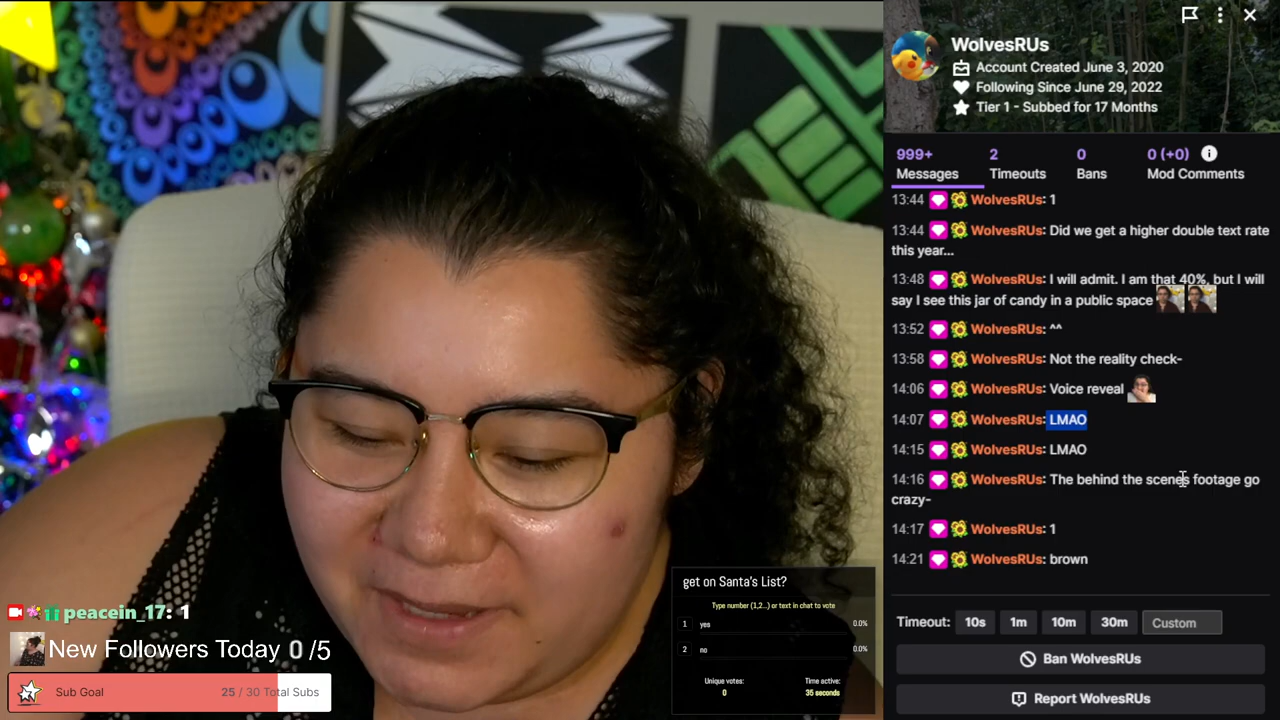 WolvesRUs
Account Created June 3, 2020
Following Since June 29, 2022
Tier 1 - Subbed for 17 Months
999+ 2 0 0 (+0)
Messages Timeouts Bans Mod Comments
13:44 WolvesRUs: 1
13:44 WolvesRUs: Did we get a higher double text rate
this year...
13:48 WolvesRUs: I will admit. I am that 40%, but I will
say I see this jar of candy in a public space
13:52 WolvesRUs: ^^
13:58 WolvesRUs: Not the reality check-
14:06 WolvesRUs: Voice reveal
14:07 WolvesRUs: LMAO
14:15 WolvesRUs: LMAO
14:16 WolvesRUs: The behind the scenes footage go
crazy-
14:17 WolvesRUs: 1
14:21 WolvesRUs: brown
Timeout: 10s 1m 10m 30m Custom
Ban WolvesRUs
Report WolvesRUs
get on Santa's List?
Type number (1,2...) or text in chat to vote
1 yes 0.0%
2 no 0.0%
Unique votes: Time active:
0 35 seconds
peacein_17: 1
New Followers Today 0 /5
Sub Goal 25 / 30 Total Subs